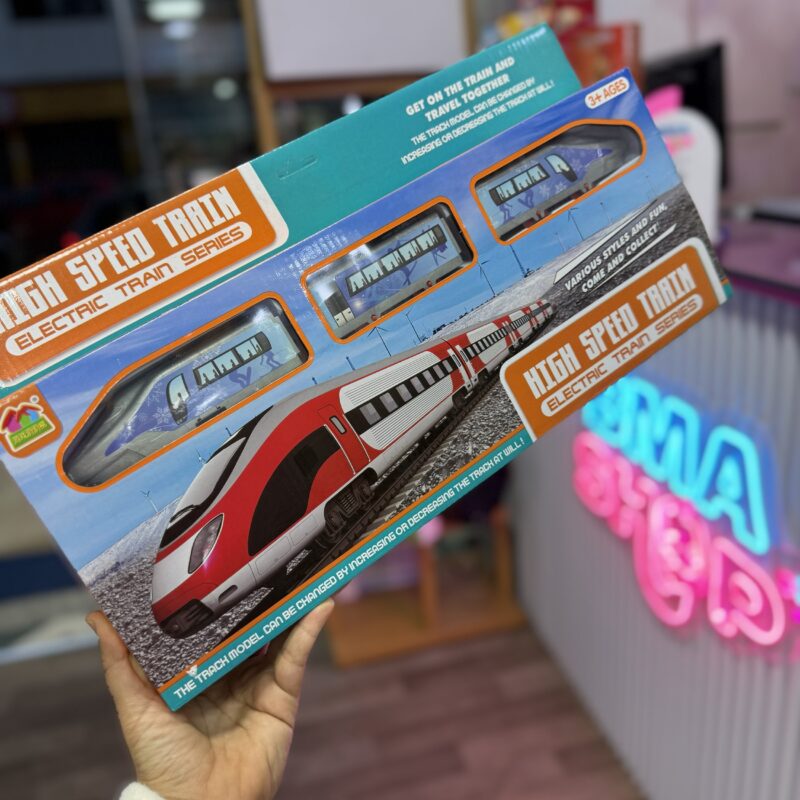 GET ON THE TRAIN AND
TRAVEL TOGETHER
THE TRACK MODEL CAN BE CHANGED BY
INCREASING OR DECREASING THE TRACK AT WILL!
HIGH SPEED TRAIN
ELECTRIC TRAIN SERIES
3+AGES
VARIOUS STYLES AND FUN,
COME AND COLLECT
HIGH SPEED TRAIN
ELECTRIC TRAIN SERIES
THE TRACK MODEL CAN BE CHANGED BY INCREASING OR DECREASING THE TRACK AT WILL!